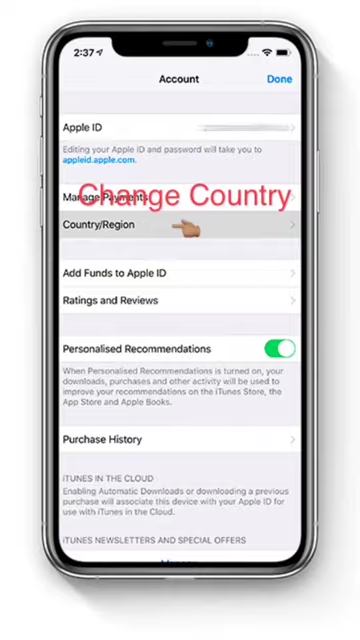 2:37
Account
Done
Apple ID
Editing your Apple ID and password will take you to
appleid.apple.com.
Manage Payments
Change Country
Country/Region
Add Funds to Apple ID
Ratings and Reviews
Personalised Recommendations
When Personalised Recommendations is turned on, your
downloads, purchases and other activity will be used to
improve your recommendations on the iTunes Store, the
App Store and Apple Books.
Purchase History
iTUNES IN THE CLOUD
Enabling Automatic Downloads or downloading a previous
purchase will associate this device with your Apple ID for
use with iTunes in the Cloud.
iTUNES NEWSLETTERS AND SPECIAL OFFERS